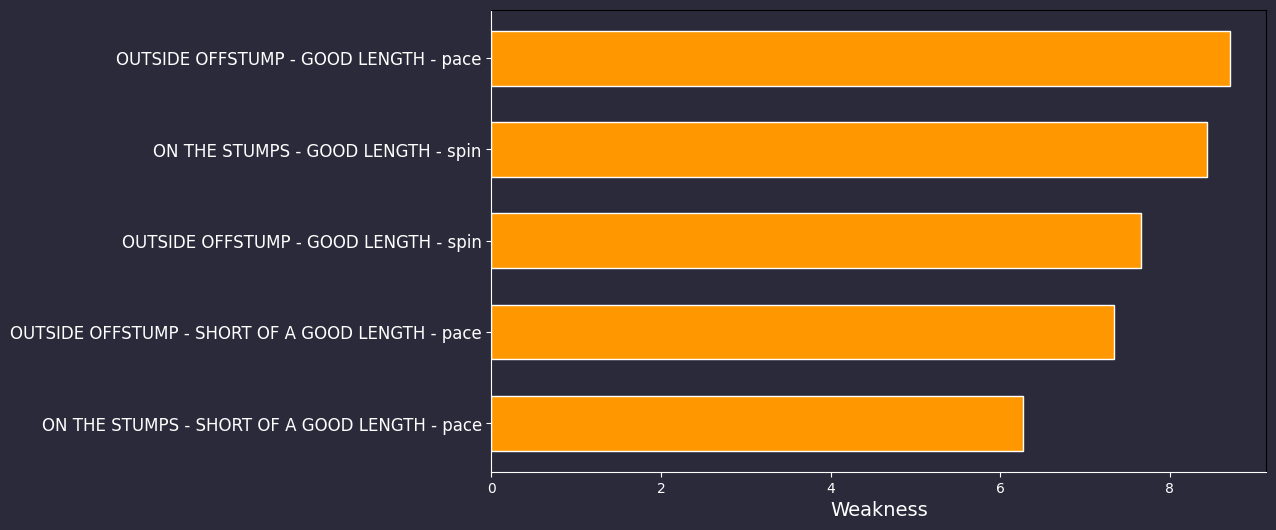 OUTSIDE OFFSTUMP - GOOD LENGTH - pace
ON THE STUMPS - GOOD LENGTH - spin
OUTSIDE OFFSTUMP - GOOD LENGTH - spin
OUTSIDE OFFSTUMP - SHORT OF A GOOD LENGTH - pace
ON THE STUMPS - SHORT OF A GOOD LENGTH - pace
0 2 4 6 8
Weakness